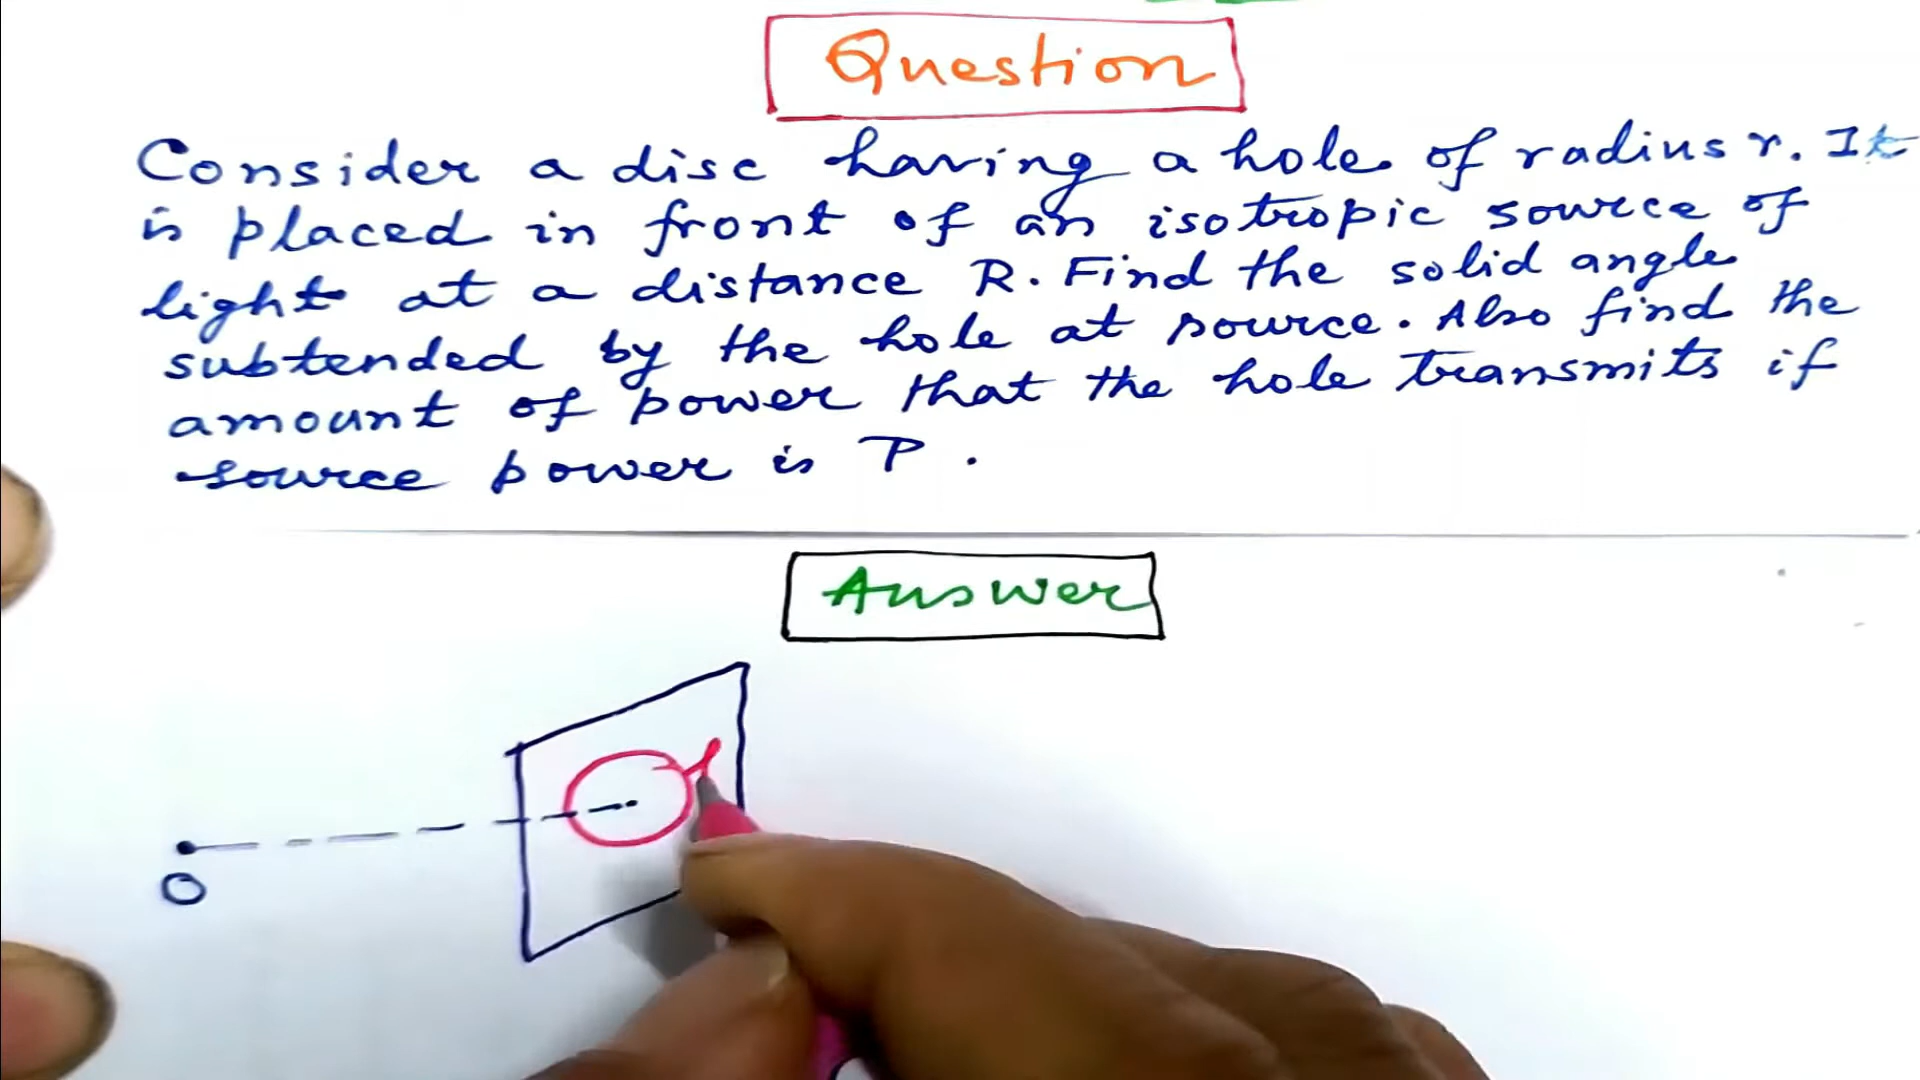 Question
Consider a disc having a hole of radius r. It
is placed in front of an isotropic source of
light at a distance R. Find the solid angle
subtended by the hole at source. Also find the
amount of power that the hole transmits if
source power is P.
Answer
O